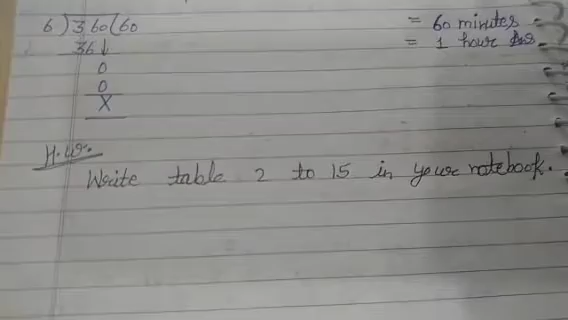 6) 360 (60
36↓
0
0
X
= 60 minutes
= 1 hour
H.W.
Write table 2 to 15 in your notebook.